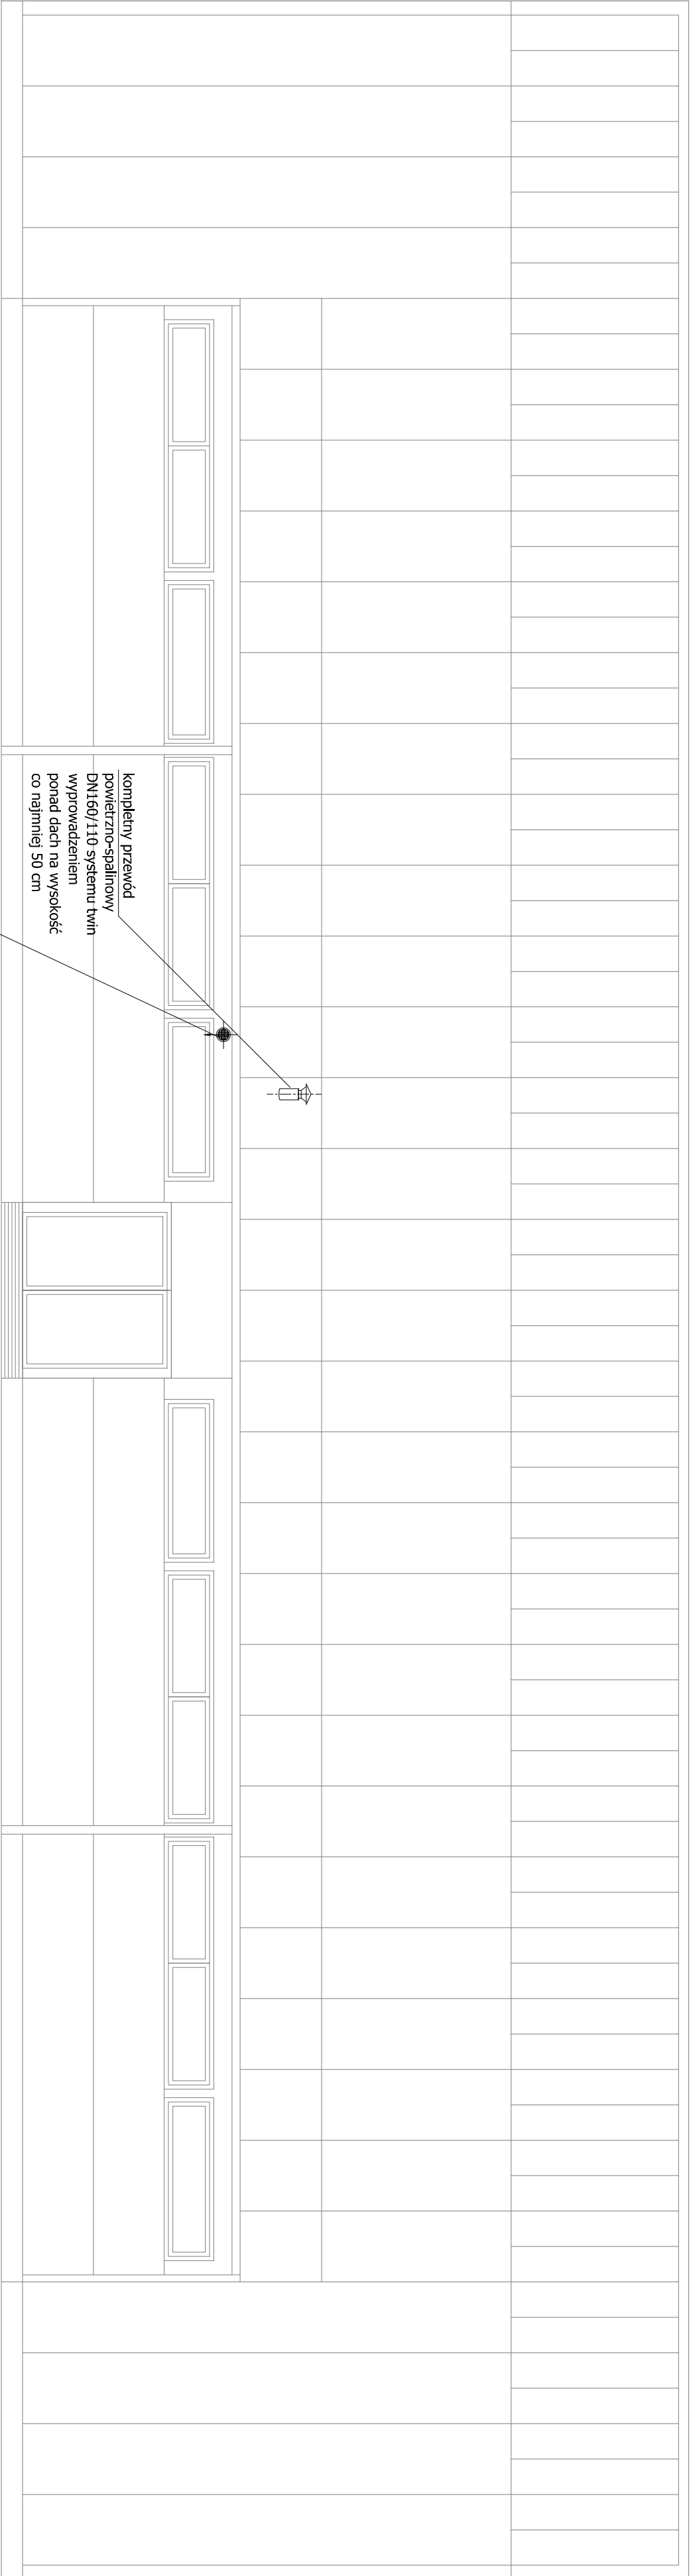 kompletny przewód
powietrzno-spalinowy
DN160/110 systemu twin
wyprowadzeniem
ponad dach na wysokość
co najmniej 50 cm